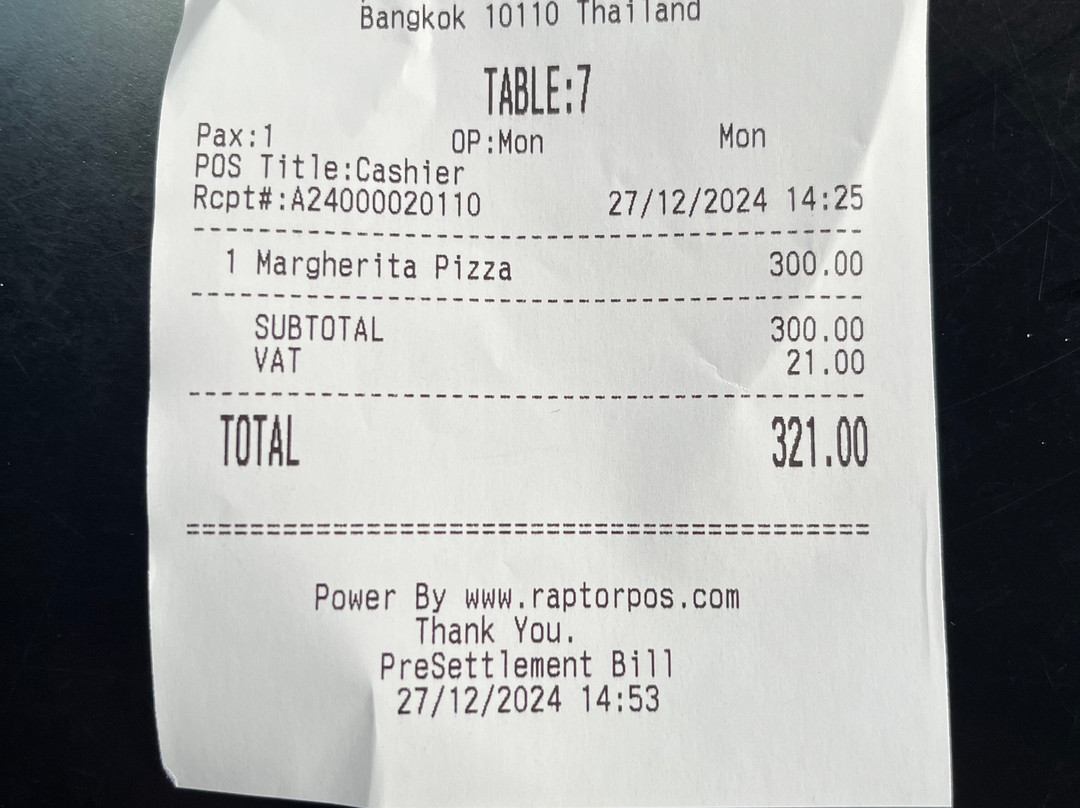 Bangkok 10110 Thailand
TABLE:7
Pax:1 OP:Mon Mon
POS Title:Cashier
Rcpt#:A24000020110 27/12/2024 14:25
1 Margherita Pizza 300.00
SUBTOTAL 300.00
VAT 21.00
TOTAL 321.00
Power By www.raptorpos.com
Thank You.
PreSettlement Bill
27/12/2024 14:53